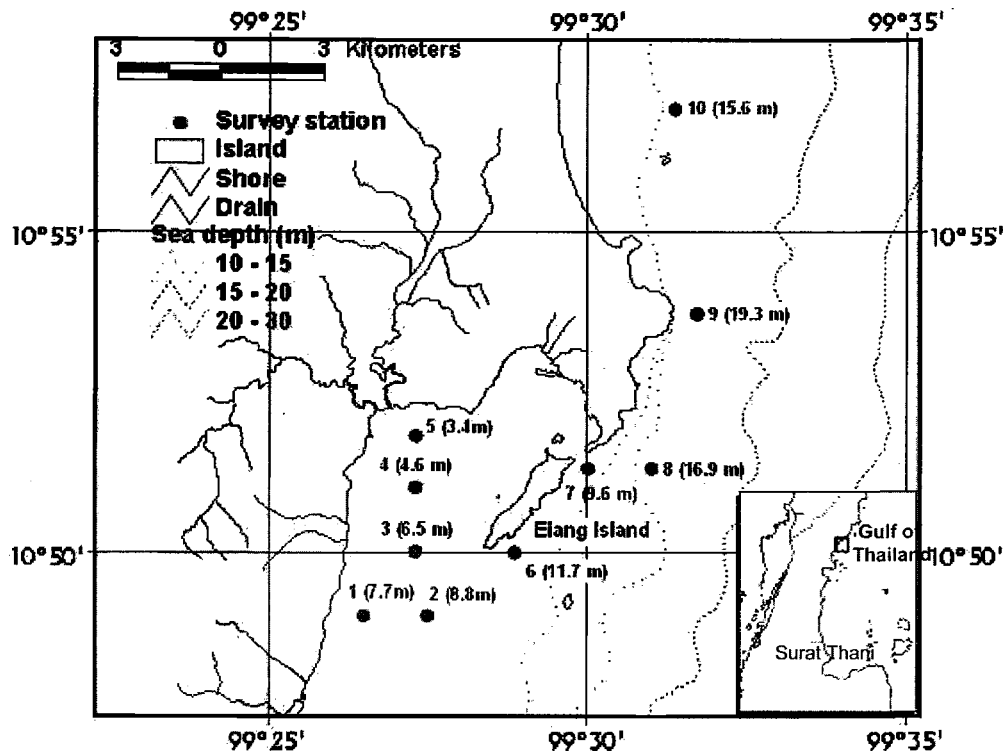 99°25' 99°30' 99°35'
3 0 3 Kilometers
10 (15.6 m)
Survey station
Island
Shore
Drain
10°55' 10°55'
Sea depth (m)
10 - 15
15 - 20
20 - 30
9 (19.3 m)
5 (3.4m)
4 (4.6 m)
8 (16.9 m)
7 (9.6 m)
3 (6.5 m)
Elang Island
Gulf of
Thailand
10°50' 10°50'
6 (11.7 m)
1 (7.7m) 2 (8.8m)
Surat Thani
99°25' 99°30' 99°35'